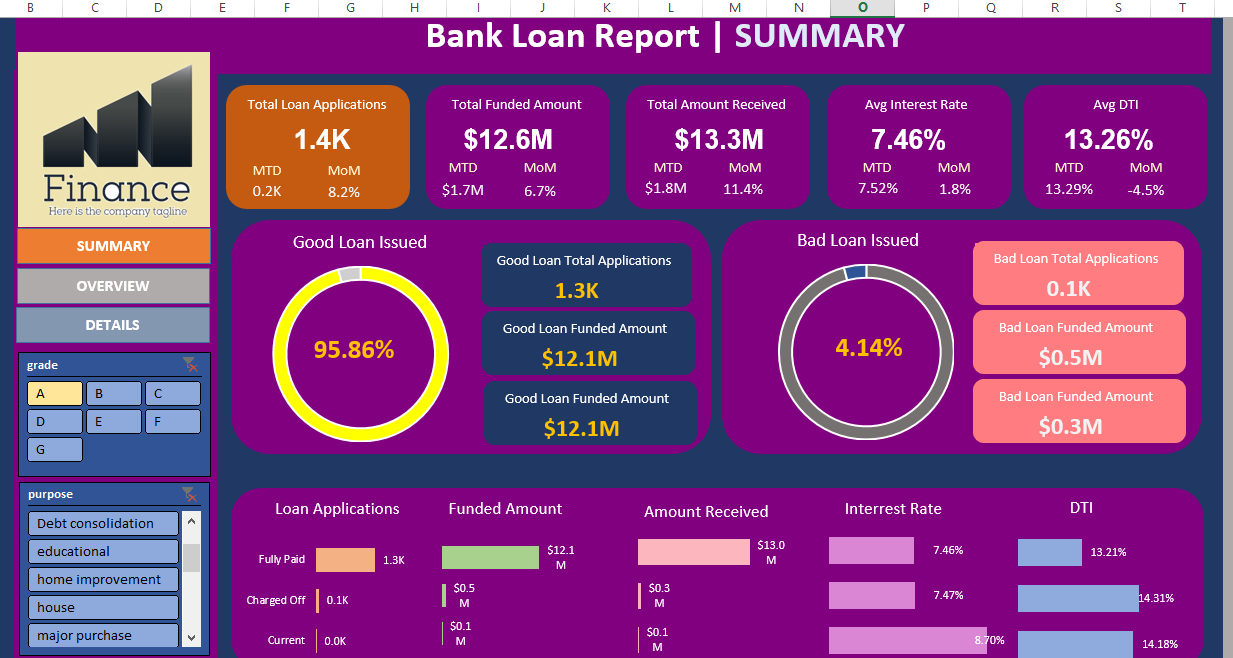 B C D E F G H I J K L M N O P Q R S T
Bank Loan Report | SUMMARY
Finance
Here is the company tagline
SUMMARY
OVERVIEW
DETAILS
grade
A B C
D E F
G
purpose
Debt consolidation
educational
home improvement
house
major purchase
Total Loan Applications
1.4K
MTD MoM
0.2K 8.2%
Total Funded Amount
$12.6M
MTD MoM
$1.7M 6.7%
Total Amount Received
$13.3M
MTD MoM
$1.8M 11.4%
Avg Interest Rate
7.46%
MTD MoM
7.52% 1.8%
Avg DTI
13.26%
MTD MoM
13.29% -4.5%
Good Loan Issued
95.86%
Good Loan Total Applications
1.3K
Good Loan Funded Amount
$12.1M
Good Loan Funded Amount
$12.1M
Bad Loan Issued
4.14%
Bad Loan Total Applications
0.1K
Bad Loan Funded Amount
$0.5M
Bad Loan Funded Amount
$0.3M
Loan Applications
Fully Paid 1.3K
Charged Off 0.1K
Current 0.0K
Funded Amount
$12.1
M
$0.5
M
$0.1
M
Amount Received
$13.0
M
$0.3
M
$0.1
M
Interrest Rate
7.46%
7.47%
8.70%
DTI
13.21%
14.31%
14.18%